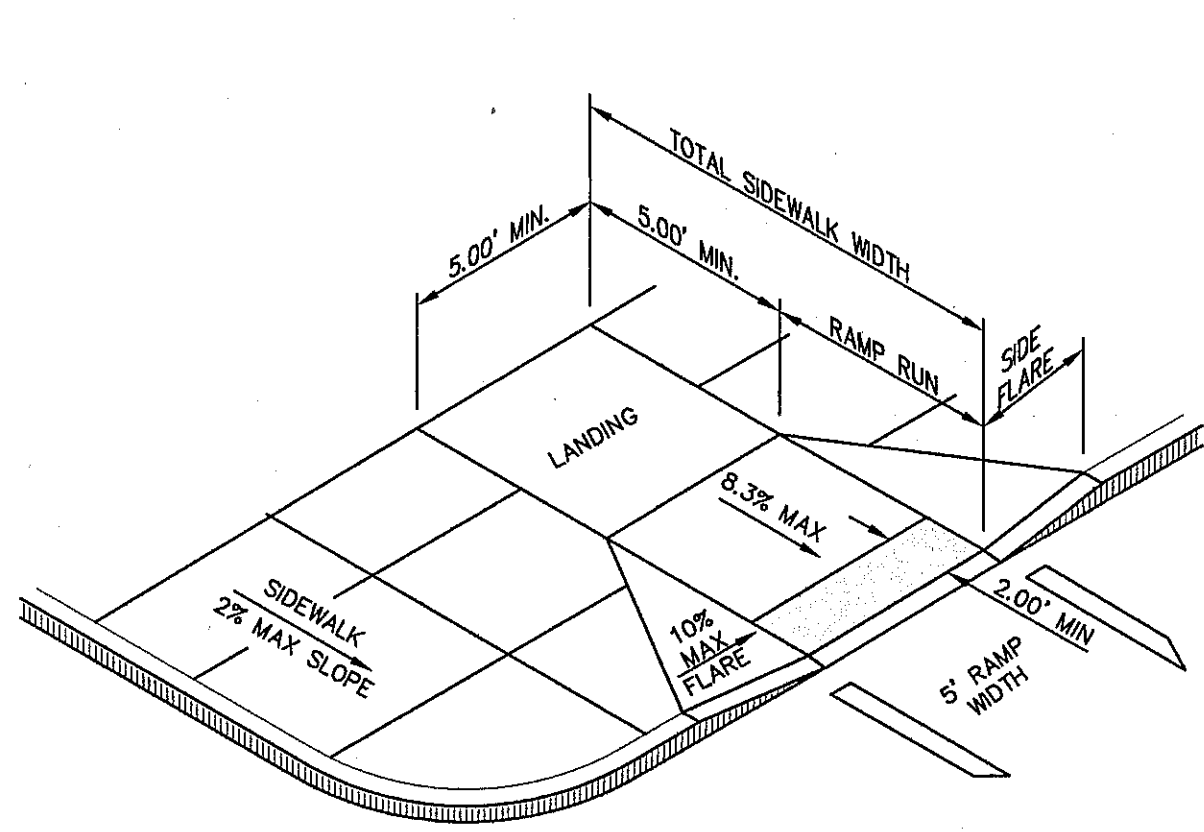 TOTAL SIDEWALK WIDTH
5.00' MIN.
5.00' MIN.
RAMP RUN
SIDE
FLARE
LANDING
8.3% MAX
SIDEWALK
2% MAX SLOPE
10%
MAX
FLARE
2.00' MIN
5' RAMP
WIDTH